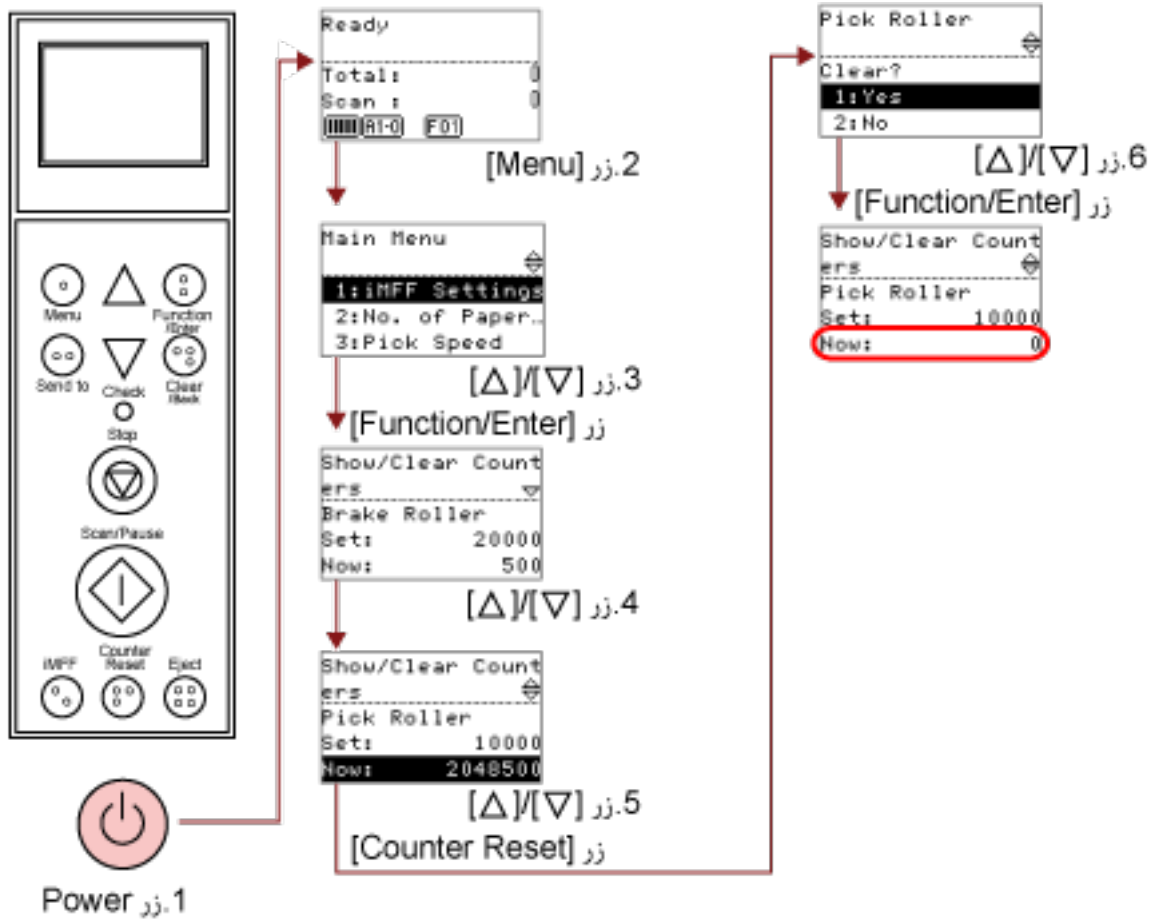 Menu
Function
/Enter
Send to
Check
Clear
/Back
Stop
Scan/Pause
iMFF
Counter
Reset
Eject
1.زر Power
Ready
Total: 0
Scan : 0
A1-0 F01
2.زر [Menu]
Main Menu
1:iMFF Settings
2:No. of Paper..
3:Pick Speed
3.زر [△]/[▽]
زر [Function/Enter]
Show/Clear Count
ers
Brake Roller
Set: 20000
Now: 500
4.زر [△]/[▽]
Show/Clear Count
ers
Pick Roller
Set: 10000
Now: 2048500
5.زر [△]/[▽]
زر [Counter Reset]
Pick Roller
Clear?
1:Yes
2:No
6.زر [△]/[▽]
زر [Function/Enter]
Show/Clear Count
ers
Pick Roller
Set: 10000
Now: 0